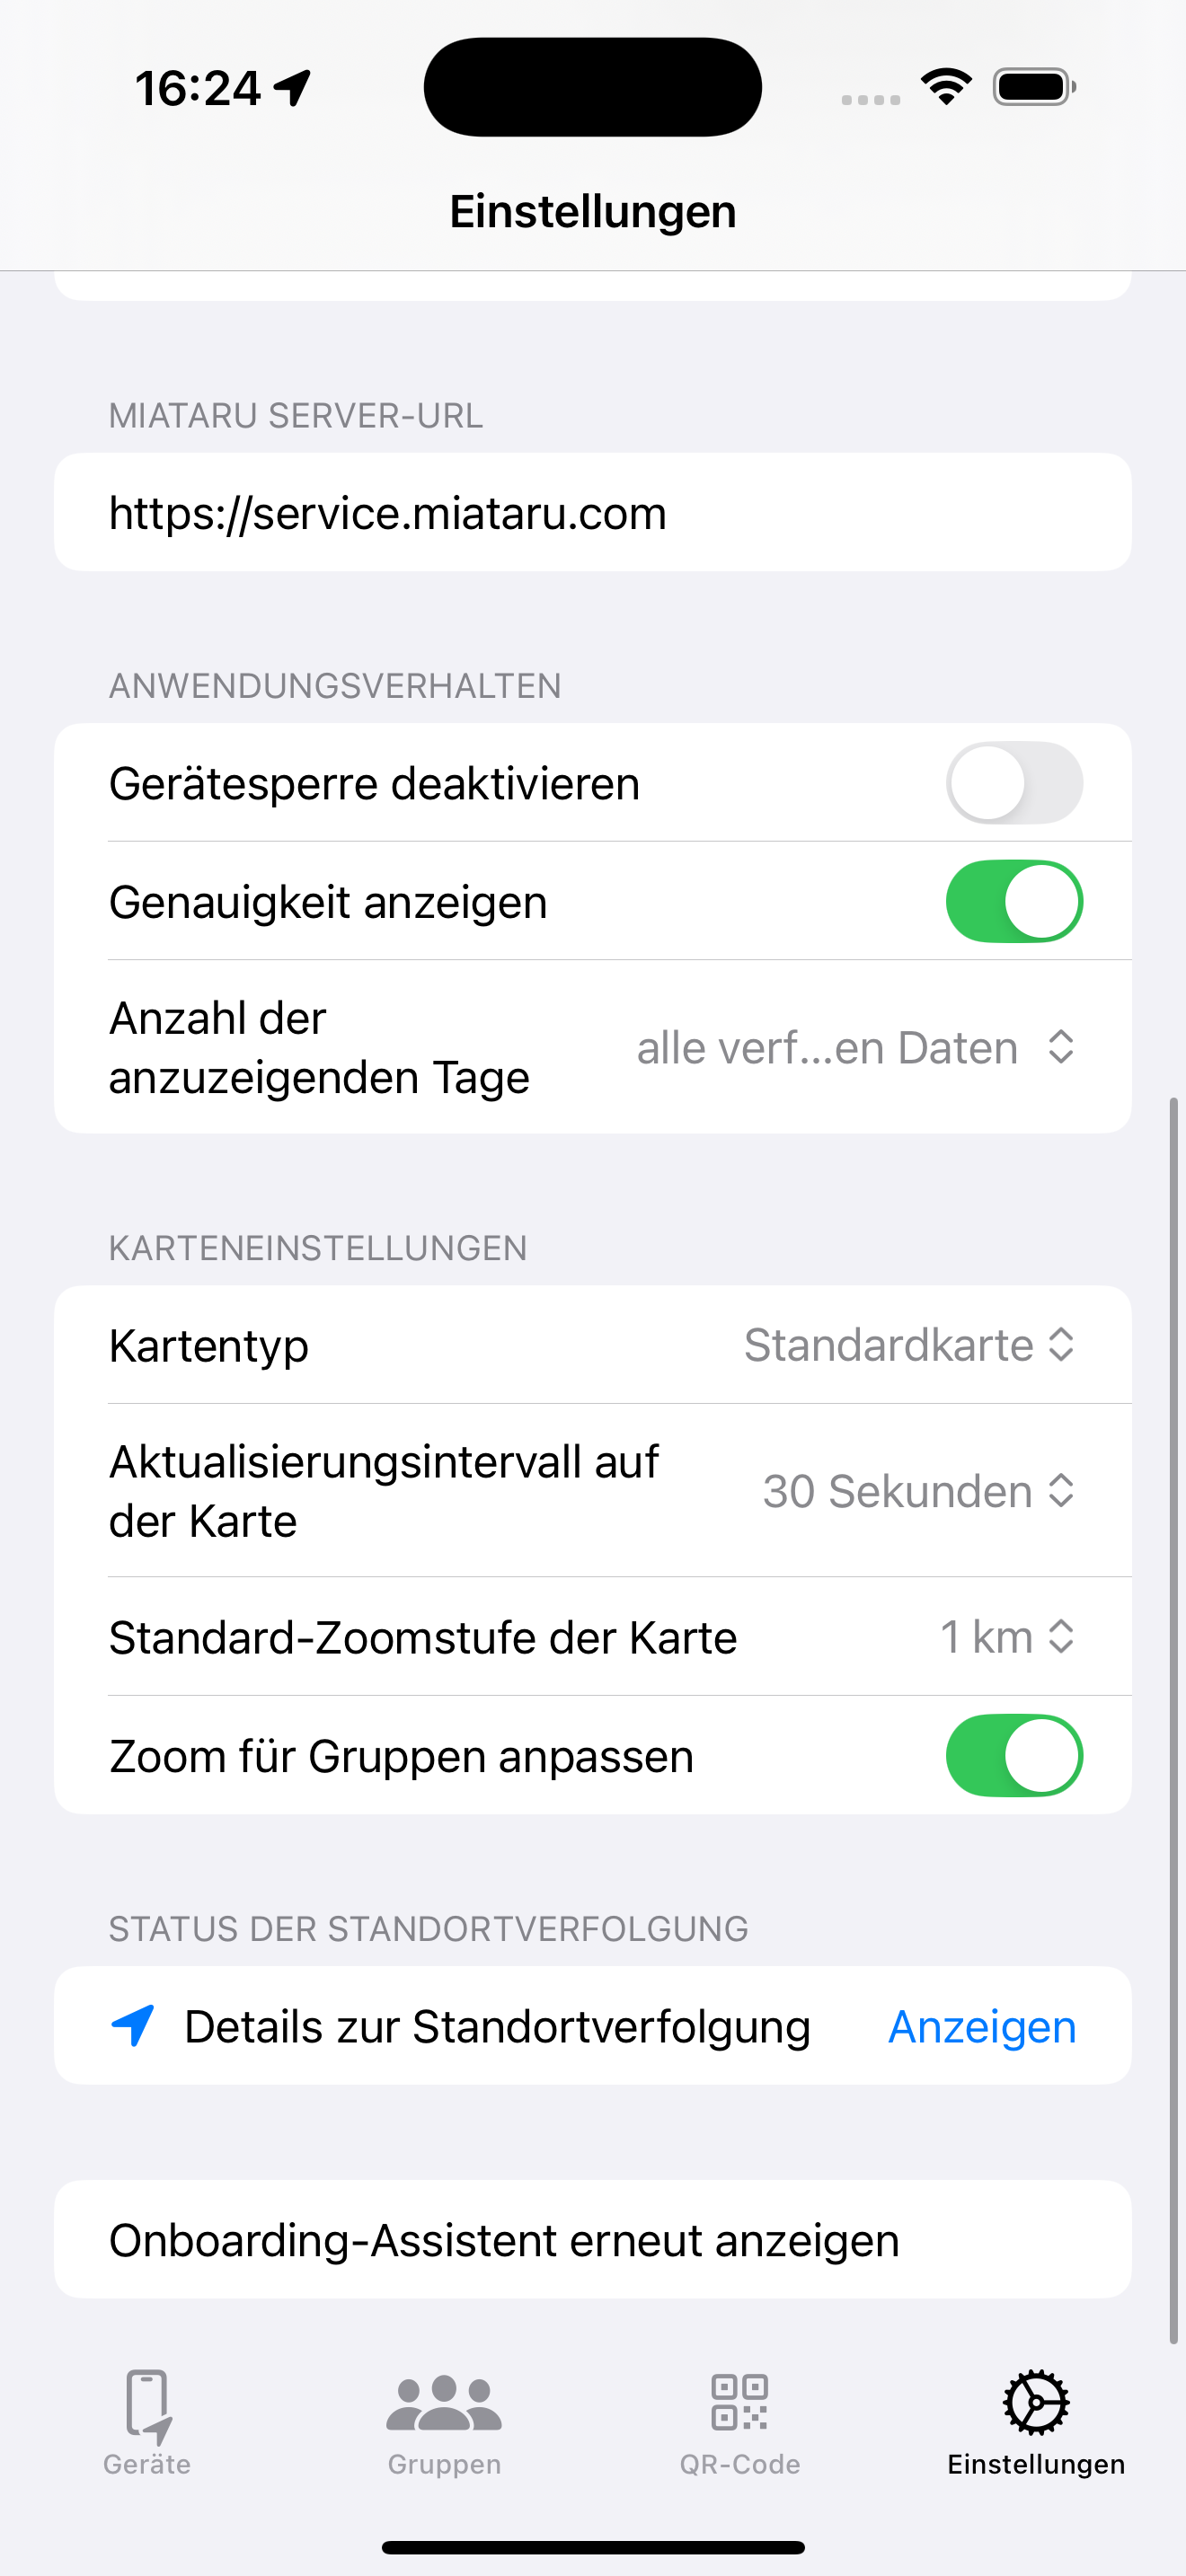 16:24
Einstellungen
MIATARU SERVER-URL
https://service.miataru.com
ANWENDUNGSVERHALTEN
Gerätesperre deaktivieren
Genauigkeit anzeigen
Anzahl der
anzuzeigenden Tage
alle verf...en Daten
KARTENEINSTELLUNGEN
Kartentyp
Standardkarte
Aktualisierungsintervall auf
der Karte
30 Sekunden
Standard-Zoomstufe der Karte
1 km
Zoom für Gruppen anpassen
STATUS DER STANDORTVERFOLGUNG
Details zur Standortverfolgung
Anzeigen
Onboarding-Assistent erneut anzeigen
Geräte
Gruppen
QR-Code
Einstellungen